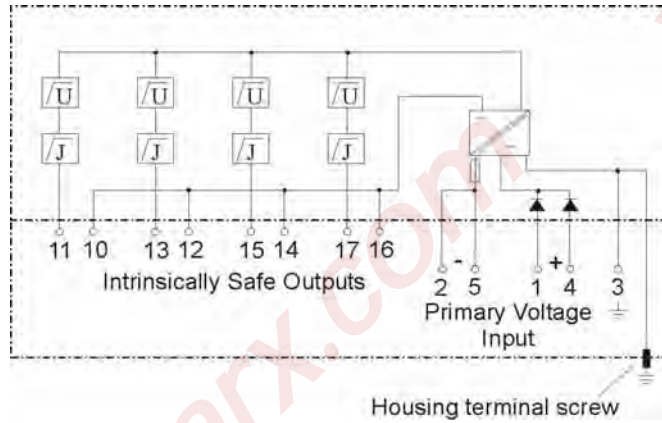 U U U U
J J J J
11 10 13 12 15 14 17 16
Intrinsically Safe Outputs
- +
2 5 1 4 3
Primary Voltage
Input
Housing terminal screw